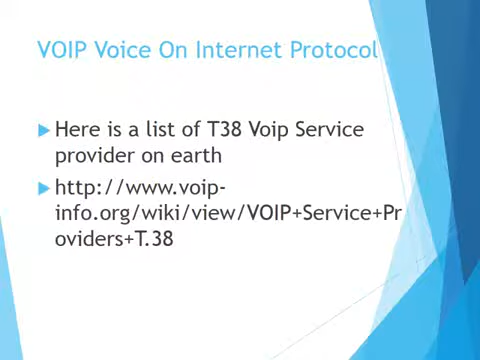 VOIP Voice On Internet Protocol
Here is a list of T38 Voip Service
provider on earth
http://www.voip-
info.org/wiki/view/VOIP+Service+Pr
oviders+T.38